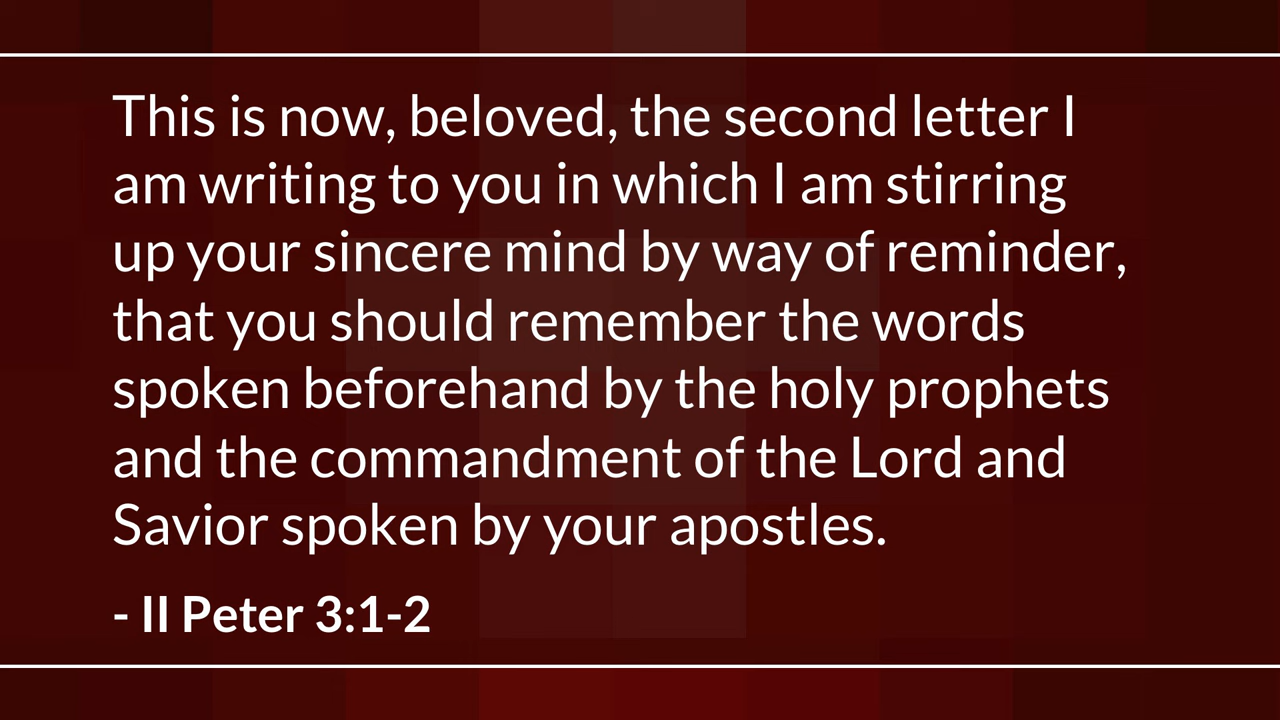 This is now, beloved, the second letter I
am writing to you in which I am stirring
up your sincere mind by way of reminder,
that you should remember the words
spoken beforehand by the holy prophets
and the commandment of the Lord and
Savior spoken by your apostles.
- II Peter 3:1-2